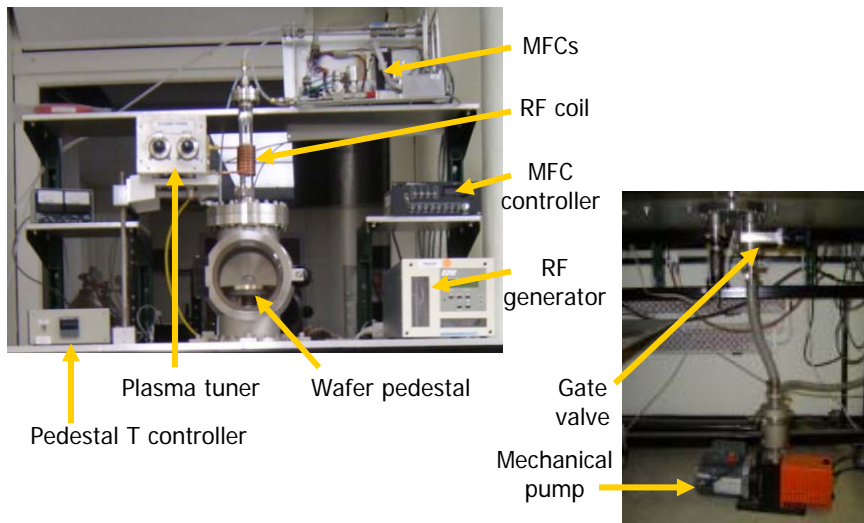 MFCs
RF coil
MFC
controller
RF
generator
Plasma tuner
Wafer pedestal
Gate
valve
Pedestal T controller
Mechanical
pump